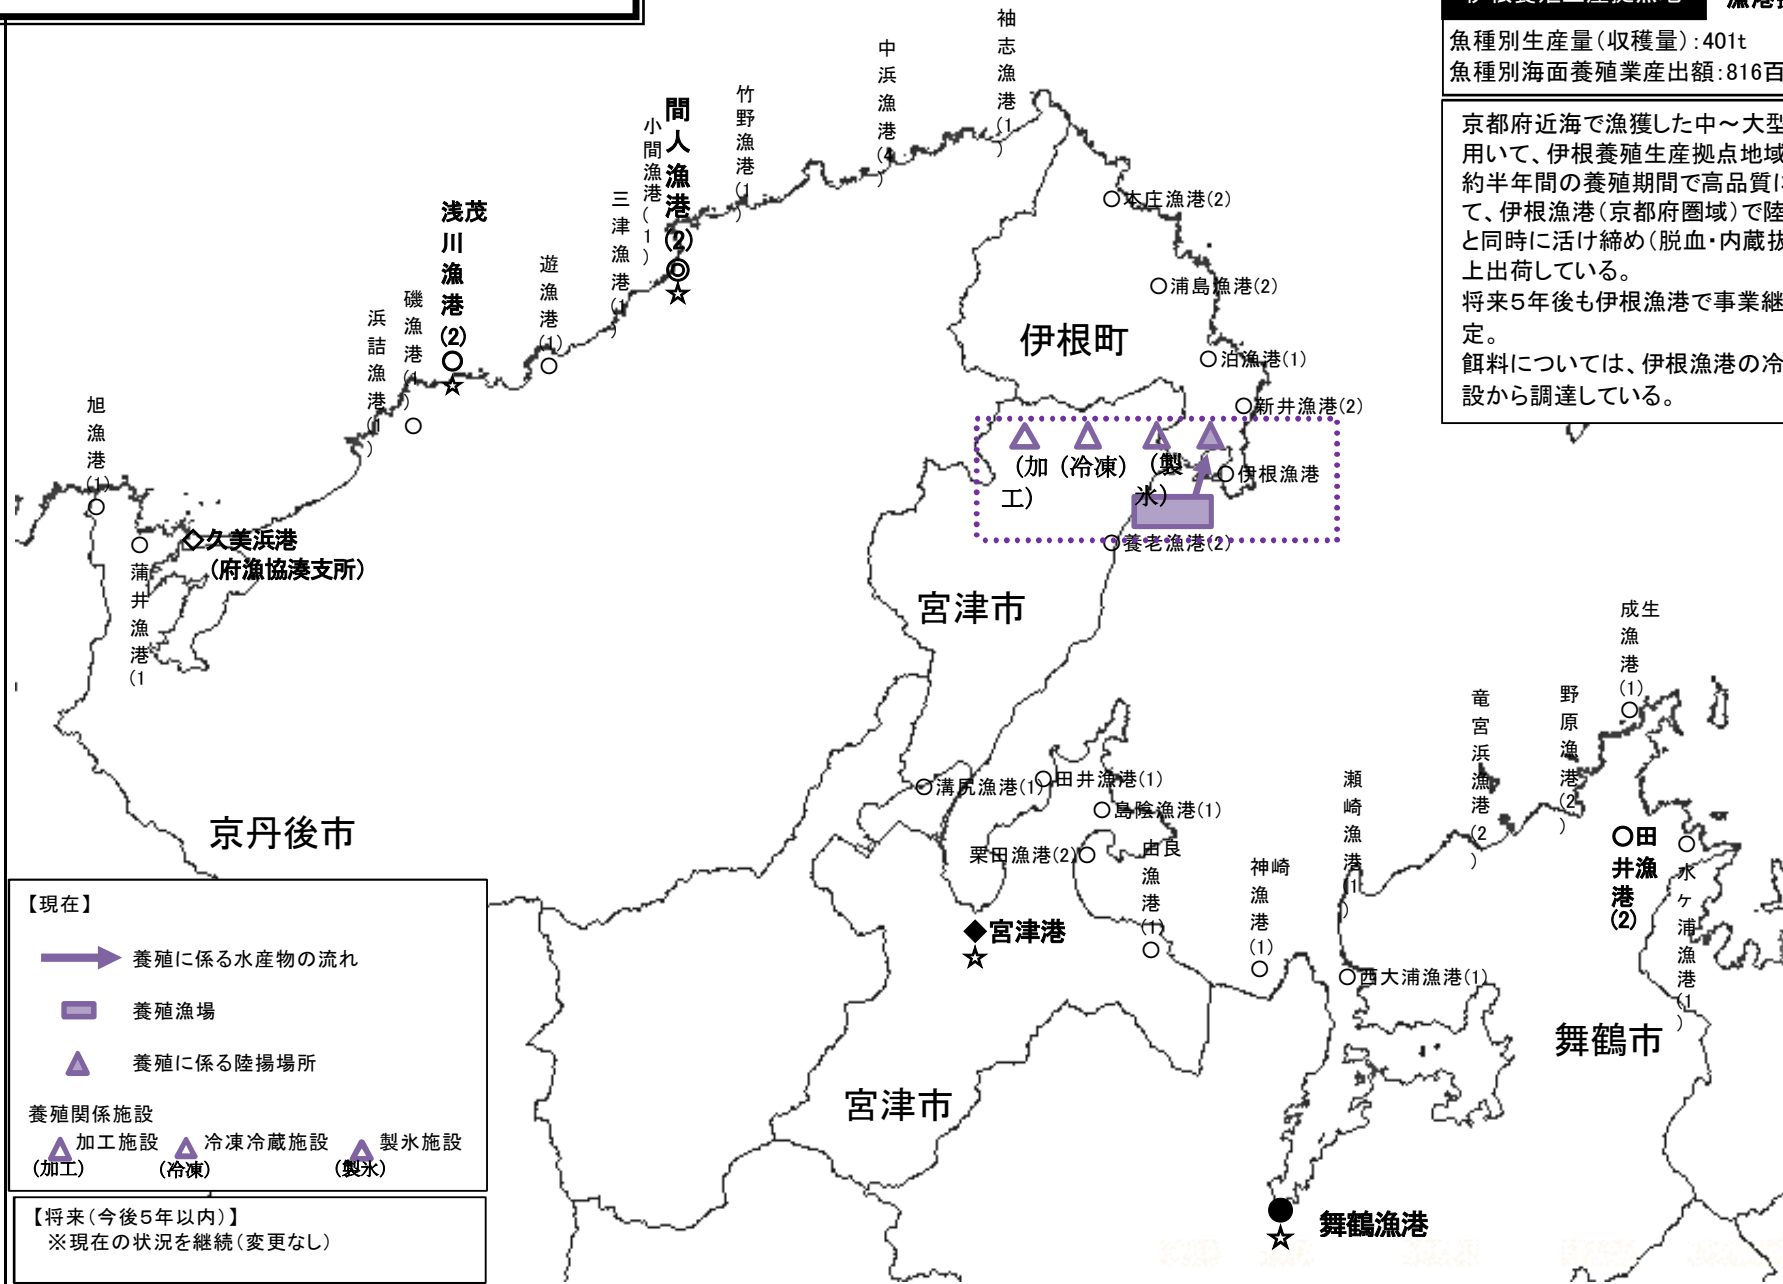 魚種別生産量(収穫量):401t
魚種別海面養殖業産出額:816百
京都府近海で漁獲した中～大型
用いて、伊根養殖生産拠点地域
約半年間の養殖期間で高品質に
て、伊根漁港(京都府圏域)で陸
と同時に活け締め(脱血・内蔵抜
上出荷している。
将来5年後も伊根漁港で事業継
定。
餌料については、伊根漁港の冷
設から調達している。
袖志漁港(1)
中浜漁港(4)
竹野漁港(1)
間人漁港(2)◎☆
小間漁港(1)
三津漁港(1)
遊漁港(1)○
浅茂川漁港(2)○☆
磯漁港(1)○
浜詰漁港(1)
旭漁港(1)○
○蒲井漁港(1
◇久美浜港
(府漁協湊支所)
○本庄漁港(2)
○浦島漁港(2)
伊根町
○泊漁港(1)
○新井漁港(2)
(加工)
(冷凍)
(製氷)
○伊根漁港
○養老漁港(2)
宮津市
京丹後市
○溝尻漁港(1)
○田井漁港(1)
○島陰漁港(1)
栗田漁港(2)○
由良漁港(1)○
◆宮津港
☆
神崎漁港(1)○
瀬崎漁港(1)
竜宮浜漁港(2)
野原漁港(2)
成生漁港(1)○
○田井漁港(2)
○水ヶ浦漁港(1)
○西大浦漁港(1)
舞鶴市
宮津市
●舞鶴漁港
☆
【現在】
養殖に係る水産物の流れ
養殖漁場
養殖に係る陸揚場所
養殖関係施設
加工施設 冷凍冷蔵施設 製氷施設
(加工) (冷凍) (製氷)
【将来(今後5年以内)】
※現在の状況を継続(変更なし)